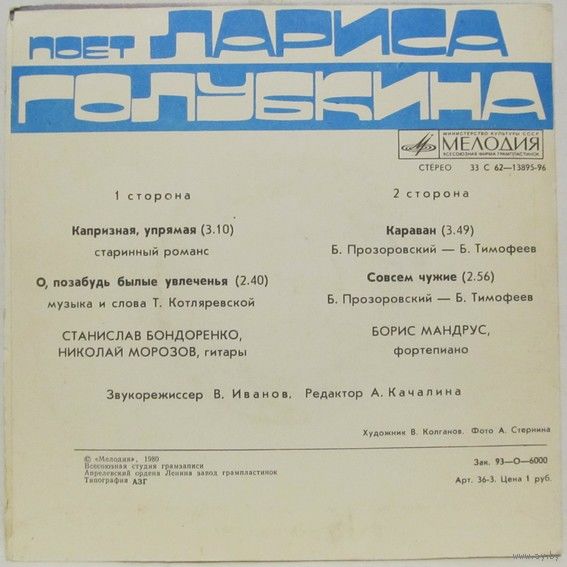 ПОЕТ ЛАРИСА
ГОЛУБКИНА
МИНИСТЕРСТВО КУЛЬТУРЫ СССР
МЕЛОДИЯ
ВСЕСОЮЗНАЯ ФИРМА ГРАМПЛАСТИНОК
СТЕРЕО 33 С 62—13895-96
1 сторона
Капризная, упрямая (3.10)
старинный романс
О, позабудь былые увлеченья (2.40)
музыка и слова Т. Котляревской
СТАНИСЛАВ БОНДОРЕНКО,
НИКОЛАЙ МОРОЗОВ, гитары
2 сторона
Караван (3.49)
Б. Прозоровский — Б. Тимофеев
Совсем чужие (2.56)
Б. Прозоровский — Б. Тимофеев
БОРИС МАНДРУС,
фортепиано
Звукорежиссер В. Иванов. Редактор А. Качалина
Художник В. Колганов. Фото А. Стернина
© «Мелодия», 1980
Всесоюзная студия грамзаписи
Апрелевский ордена Ленина завод грампластинок
Типография АЗГ
Зак. 93—О—6000
Арт. 36-3. Цена 1 руб.
www.ay.by